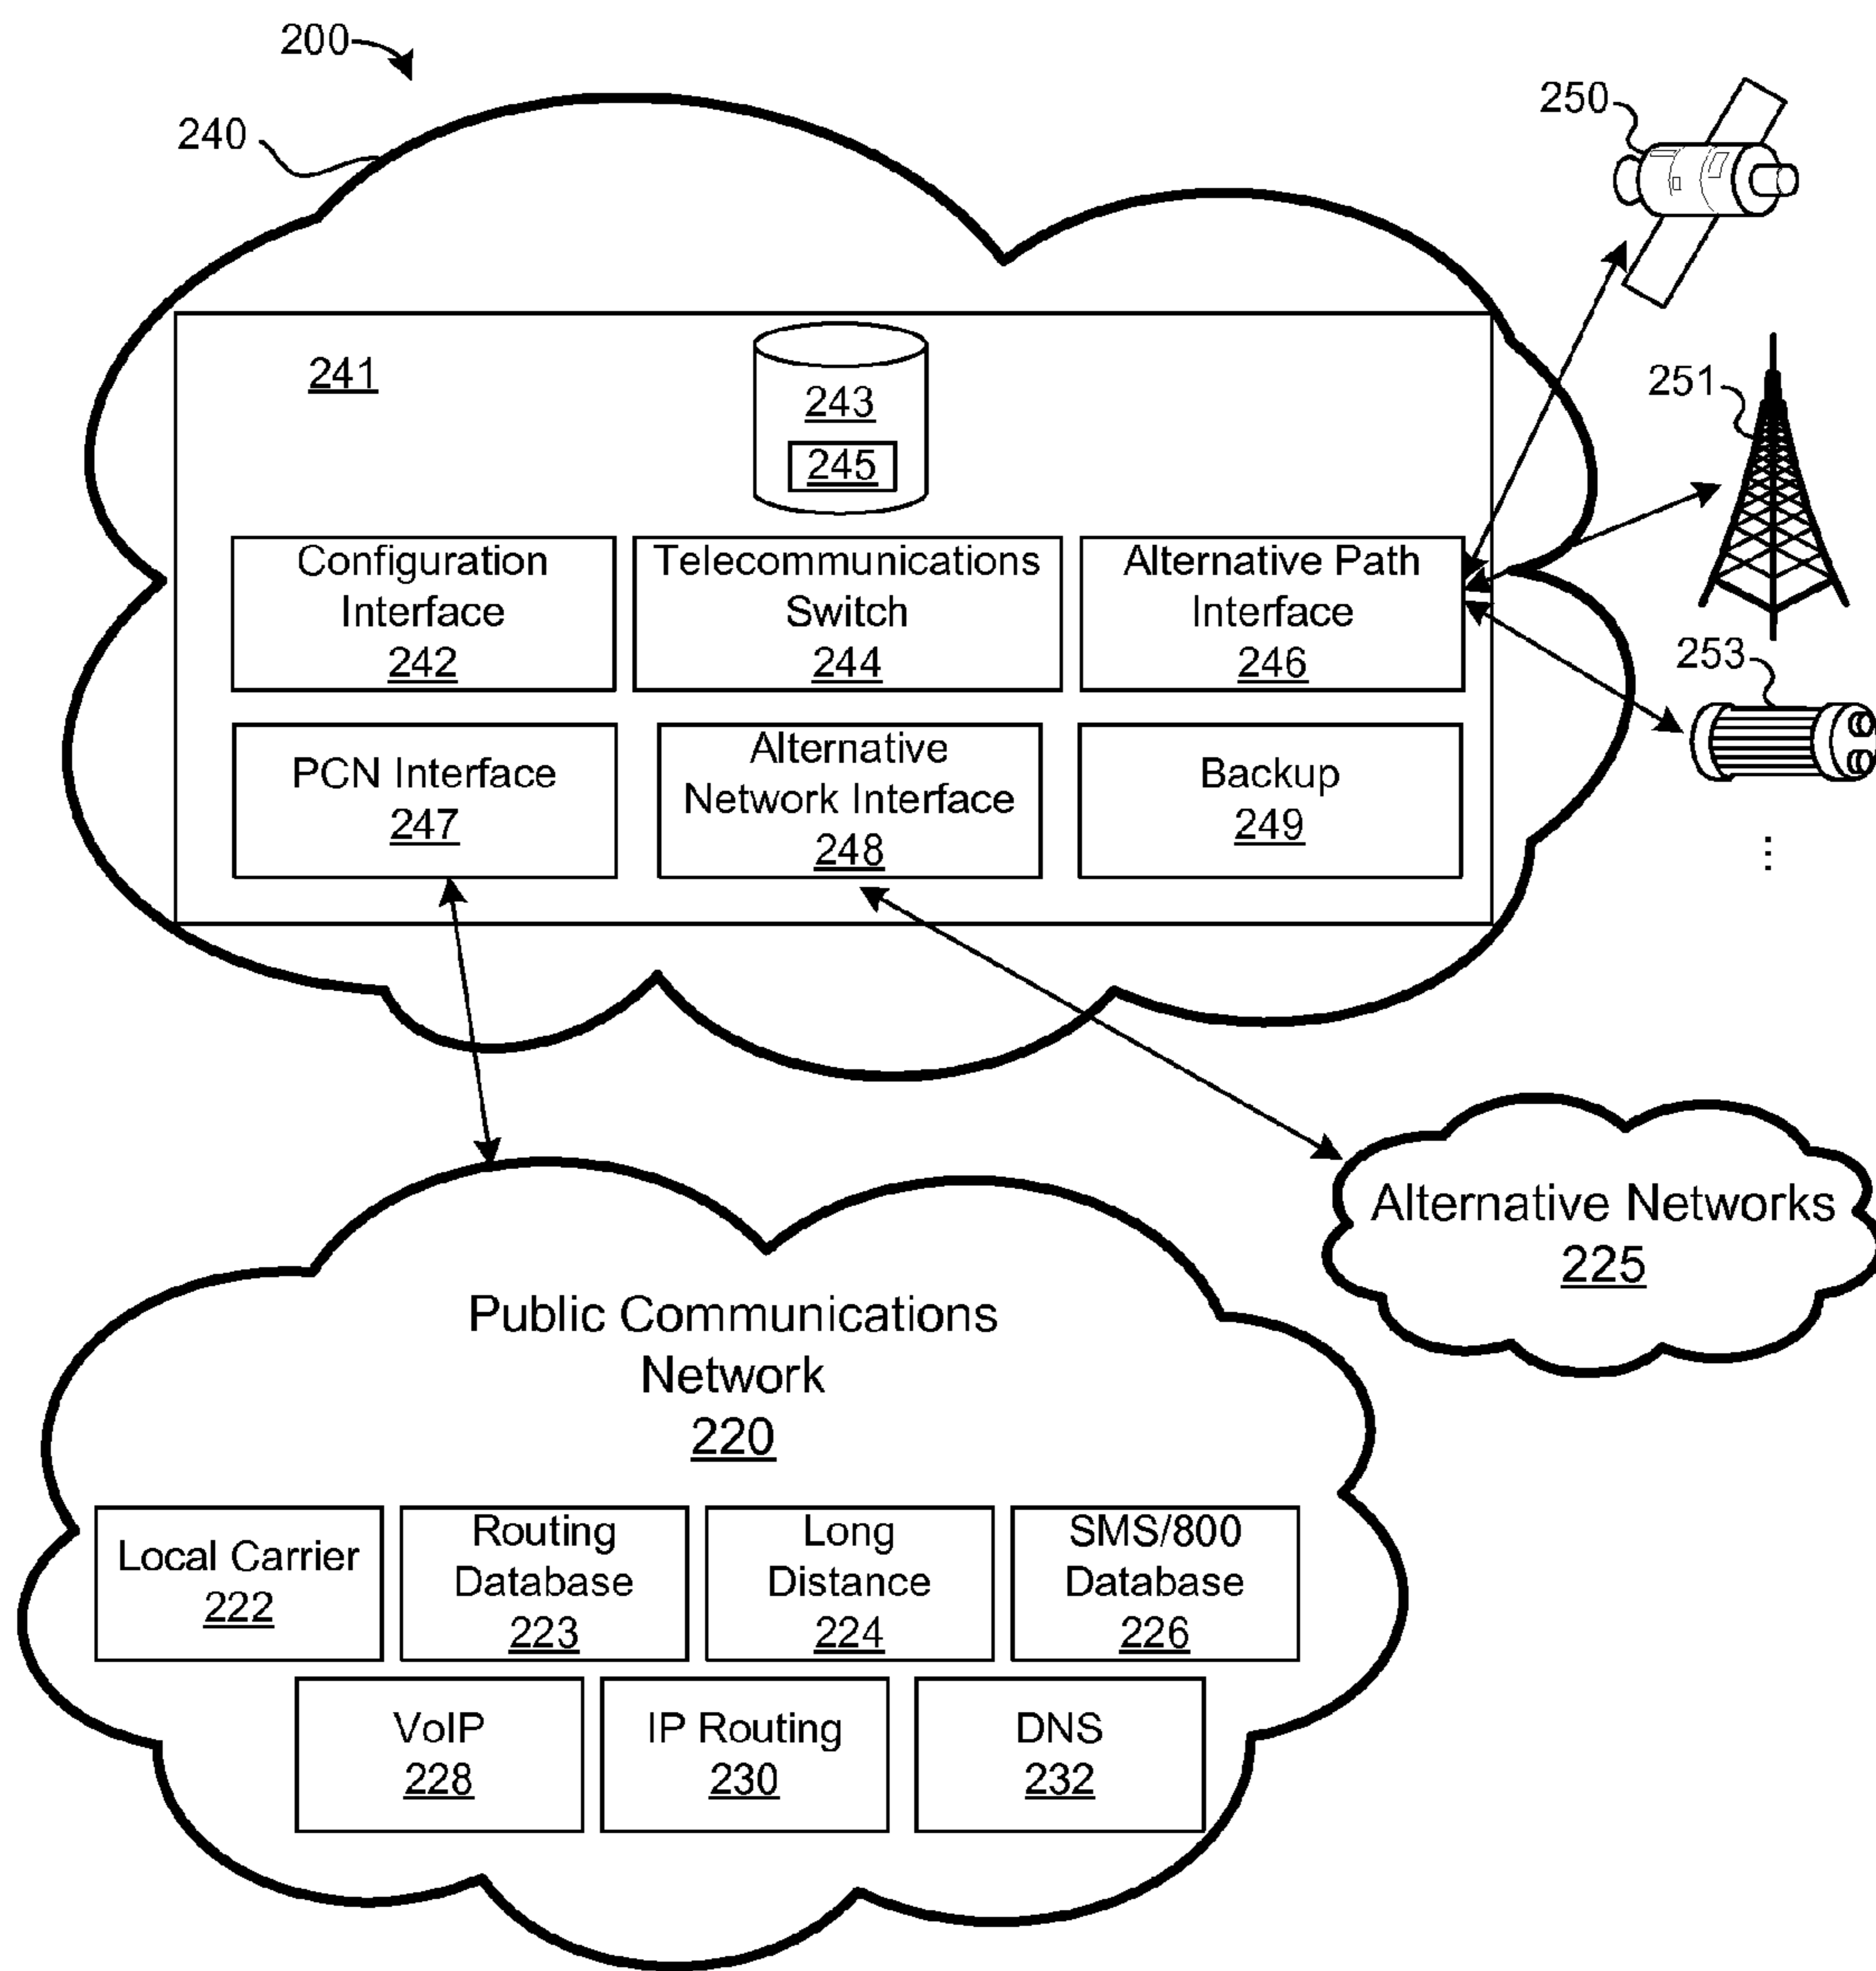 200
240
250
241
243
251
245
Configuration
Interface
242
Telecommunications
Switch
244
Alternative Path
Interface
246
253
PCN Interface
247
Alternative
Network Interface
248
Backup
249
...
Alternative Networks
225
Public Communications
Network
220
Local Carrier
222
Routing
Database
223
Long
Distance
224
SMS/800
Database
226
VoIP
228
IP Routing
230
DNS
232